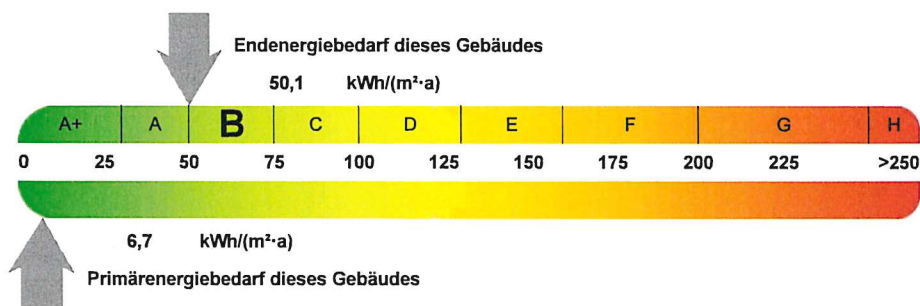 Endenergiebedarf dieses Gebäudes
50,1 kWh/(m²·a)
A+ A B C D E F G H
0 25 50 75 100 125 150 175 200 225 >250
6,7 kWh/(m²·a)
Primärenergiebedarf dieses Gebäudes